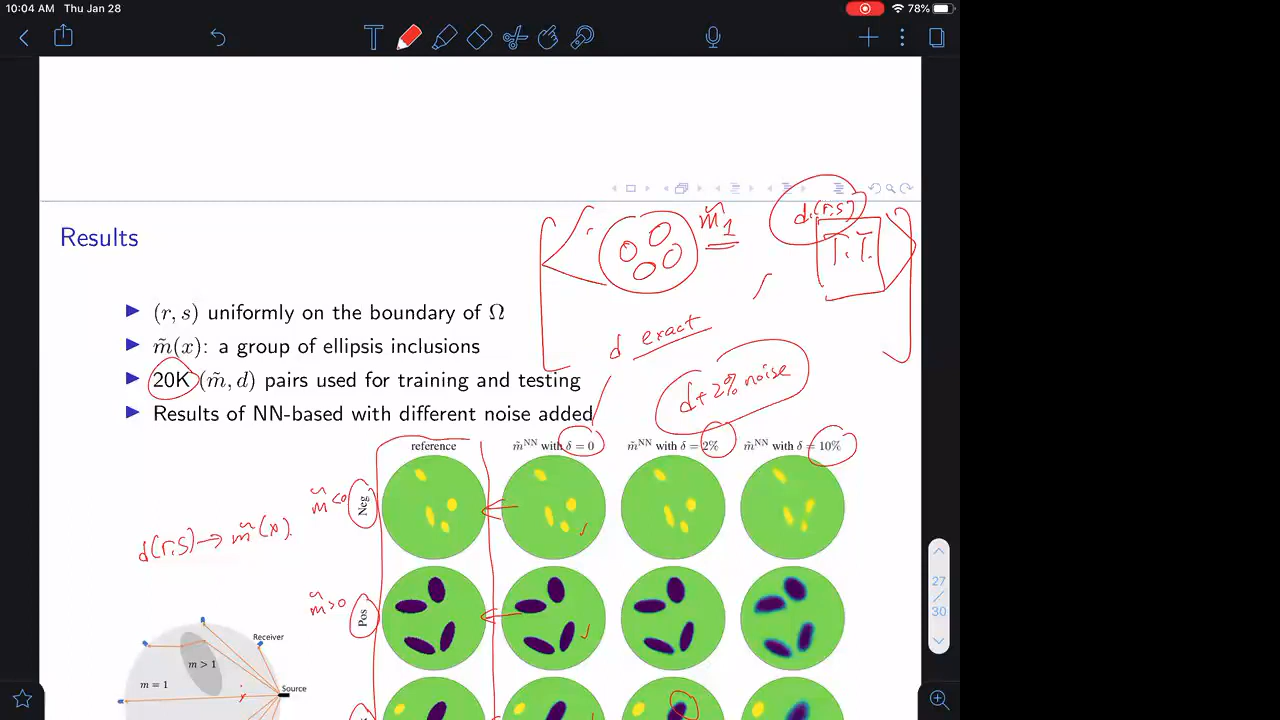 10:04 AM Thu Jan 28
78%
T
d(r,s)
m̃1
Results
▶ (r, s) uniformly on the boundary of Ω
d exact
▶ m̃(x): a group of ellipsis inclusions
▶ 20K (m̃, d) pairs used for training and testing
d+2% noise
▶ Results of NN-based with different noise added
reference
m̃ᴺᴺ with δ = 0
m̃ᴺᴺ with δ = 2%
m̃ᴺᴺ with δ = 10%
m̃<0
Neg
d(r,s)→ m̃(x).
m̃>0
Pos
27
/
30
Receiver
m > 1
m = 1
Source